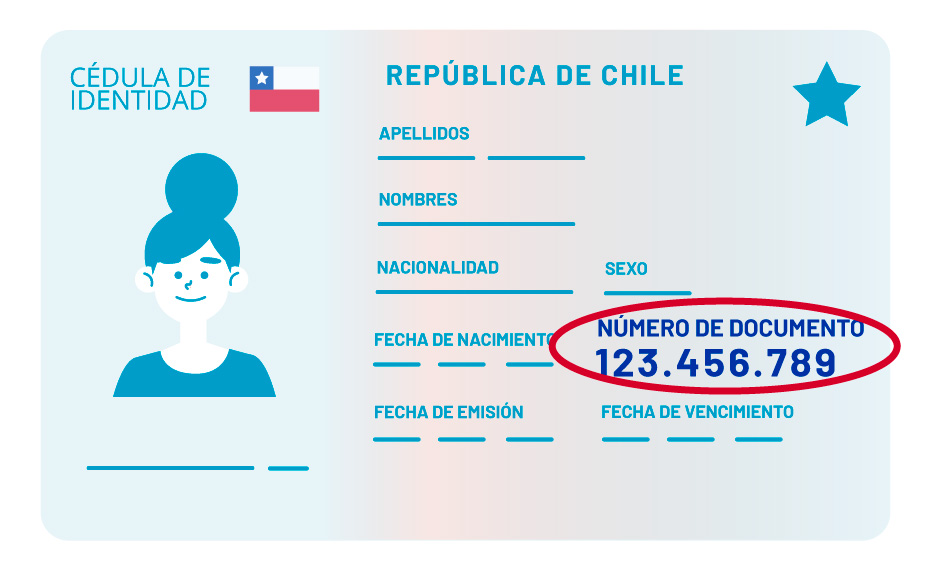 CÉDULA DE
IDENTIDAD
REPÚBLICA DE CHILE
APELLIDOS
NOMBRES
NACIONALIDAD
SEXO
FECHA DE NACIMIENTO
NÚMERO DE DOCUMENTO
123.456.789
FECHA DE EMISIÓN
FECHA DE VENCIMIENTO